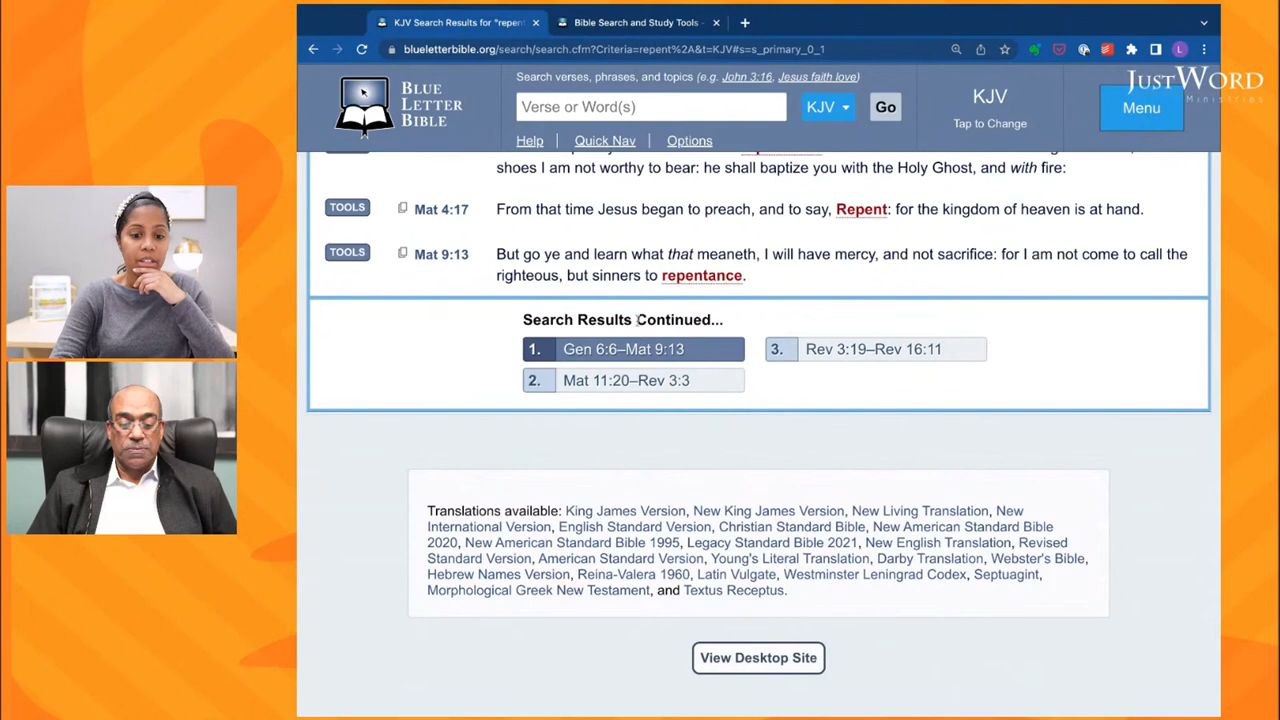 KJV Search Results for "repent
Bible Search and Study Tools -
blueletterbible.org/search/search.cfm?Criteria=repent%2A&t=KJV#s=s_primary_0_1
JUSTWORD
Ministries
BLUE
LETTER
BIBLE
Search verses, phrases, and topics (e.g. John 3:16, Jesus faith love)
Verse or Word(s)
KJV
Go
Help
Quick Nav
Options
KJV
Tap to Change
Menu
shoes I am not worthy to bear: he shall baptize you with the Holy Ghost, and with fire:
TOOLS Mat 4:17 From that time Jesus began to preach, and to say, Repent: for the kingdom of heaven is at hand.
TOOLS Mat 9:13 But go ye and learn what that meaneth, I will have mercy, and not sacrifice: for I am not come to call the
righteous, but sinners to repentance.
Search Results Continued...
1. Gen 6:6–Mat 9:13
3. Rev 3:19–Rev 16:11
2. Mat 11:20–Rev 3:3
Translations available: King James Version, New King James Version, New Living Translation, New
International Version, English Standard Version, Christian Standard Bible, New American Standard Bible
2020, New American Standard Bible 1995, Legacy Standard Bible 2021, New English Translation, Revised
Standard Version, American Standard Version, Young's Literal Translation, Darby Translation, Webster's Bible,
Hebrew Names Version, Reina-Valera 1960, Latin Vulgate, Westminster Leningrad Codex, Septuagint,
Morphological Greek New Testament, and Textus Receptus.
View Desktop Site